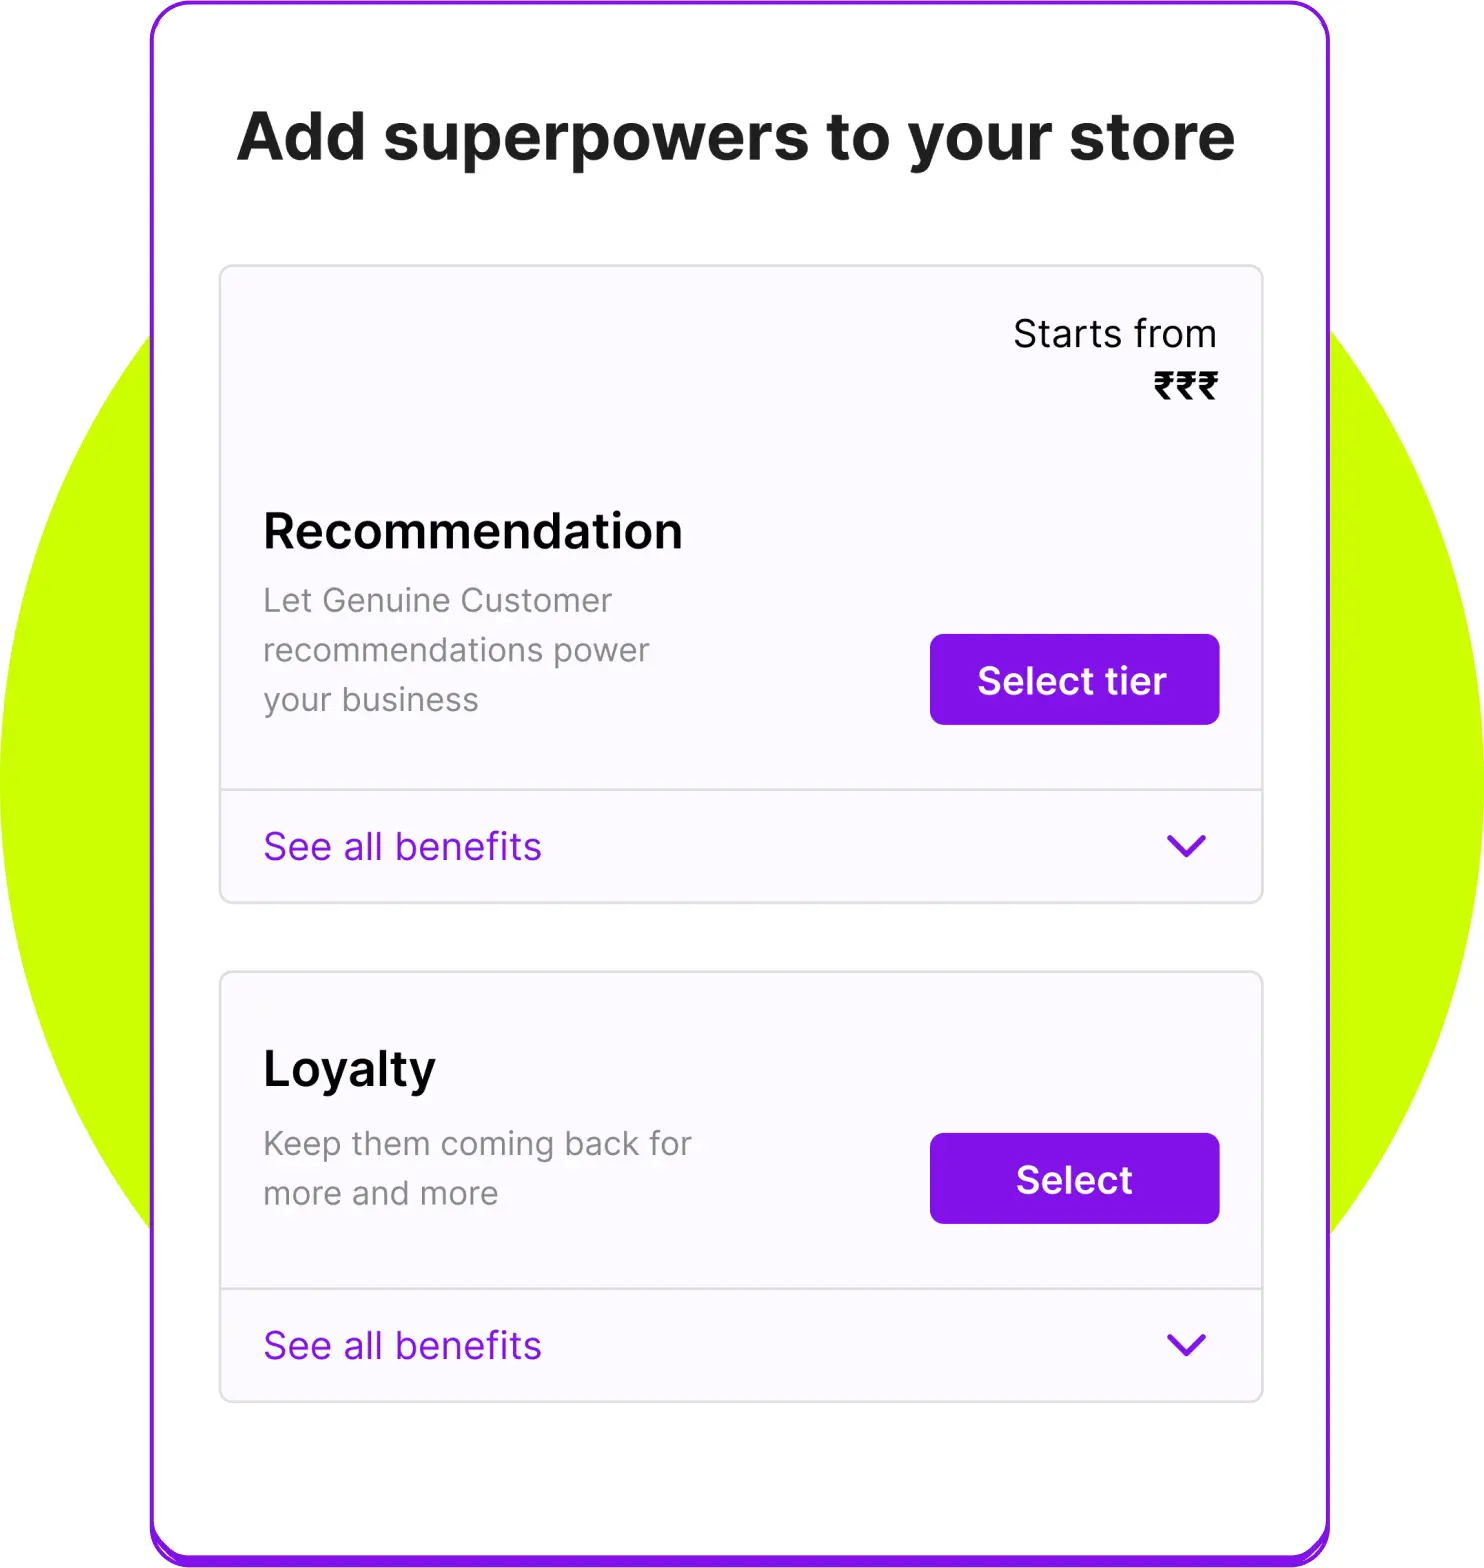 Add superpowers to your store
Starts from
₹₹₹
Recommendation
Let Genuine Customer
recommendations power
your business
Select tier
See all benefits
Loyalty
Keep them coming back for
more and more
Select
See all benefits